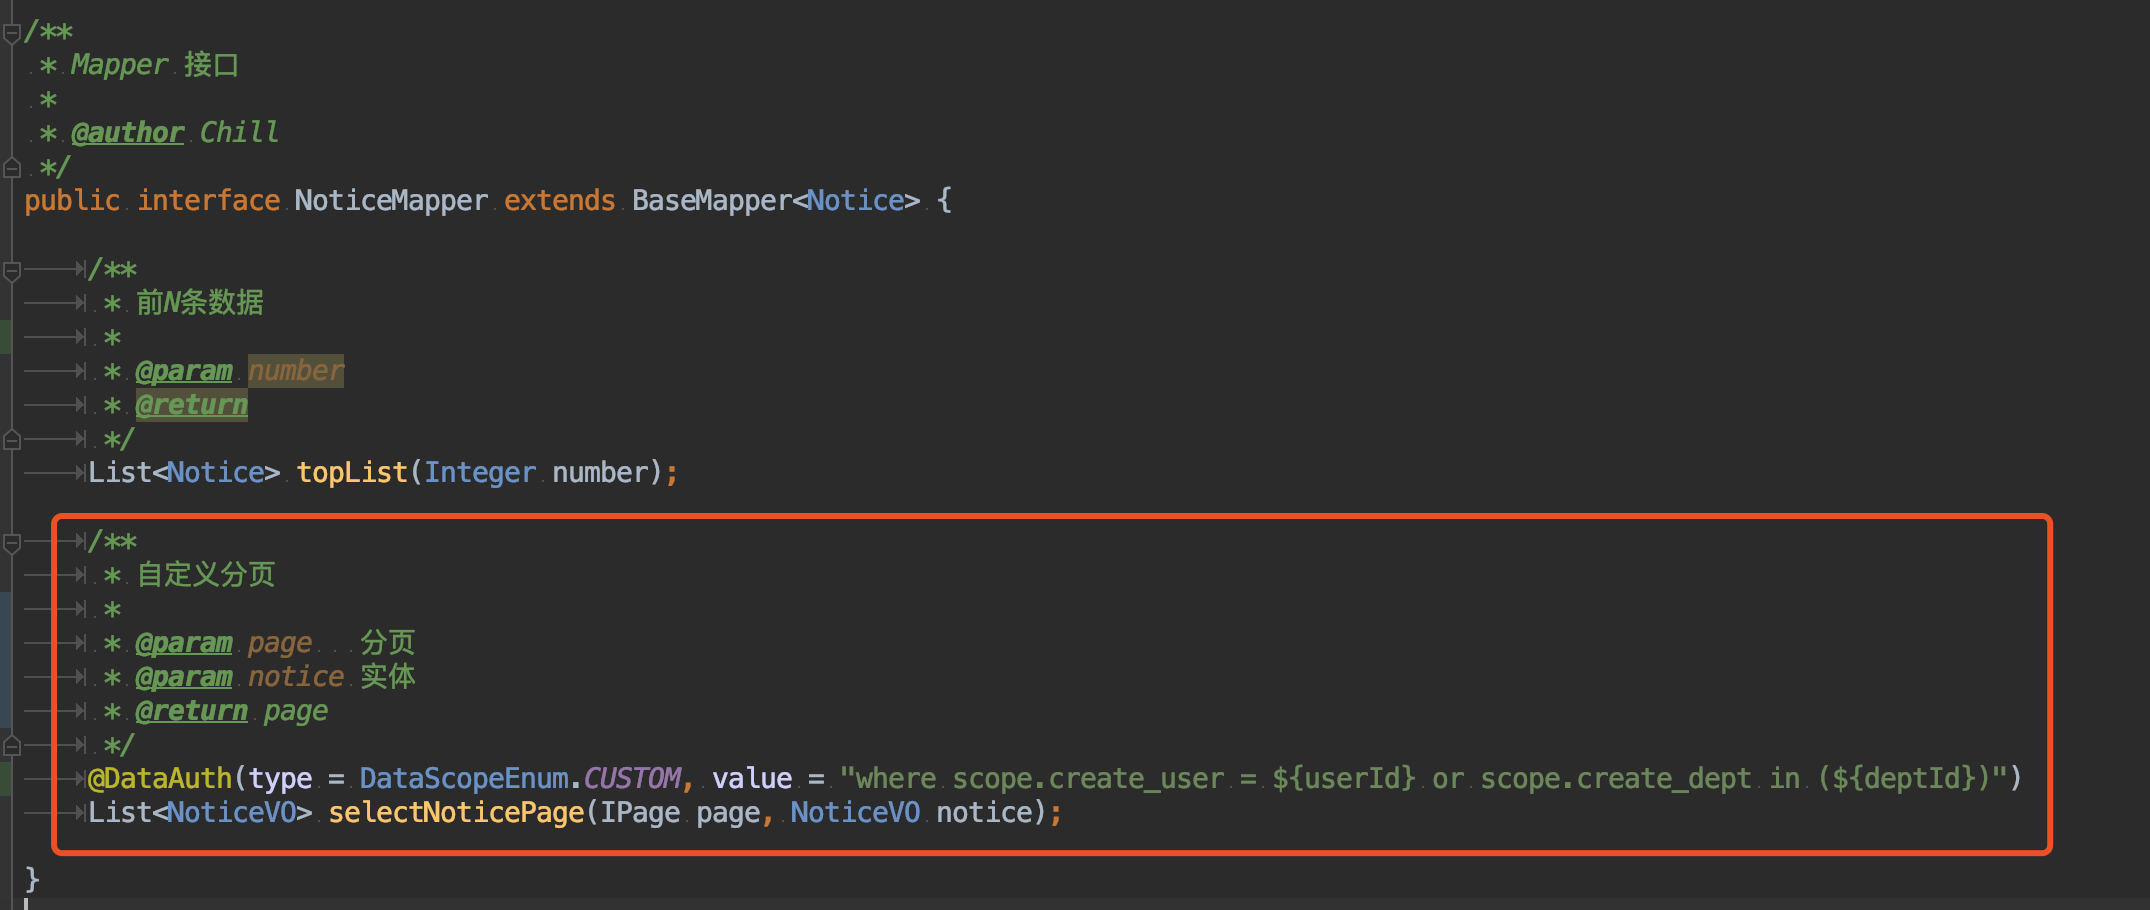 /**
 * Mapper 接口
 *
 * @author Chill
 */
public interface NoticeMapper extends BaseMapper<Notice> {
/**
 * 前N条数据
 *
 * @param number
 * @return
 */
List<Notice> topList(Integer number);
/**
 * 自定义分页
 *
 * @param page   分页
 * @param notice 实体
 * @return page
 */
@DataAuth(type = DataScopeEnum.CUSTOM, value = "where scope.create_user = ${userId} or scope.create_dept in (${deptId})")
List<NoticeVO> selectNoticePage(IPage page, NoticeVO notice);
}